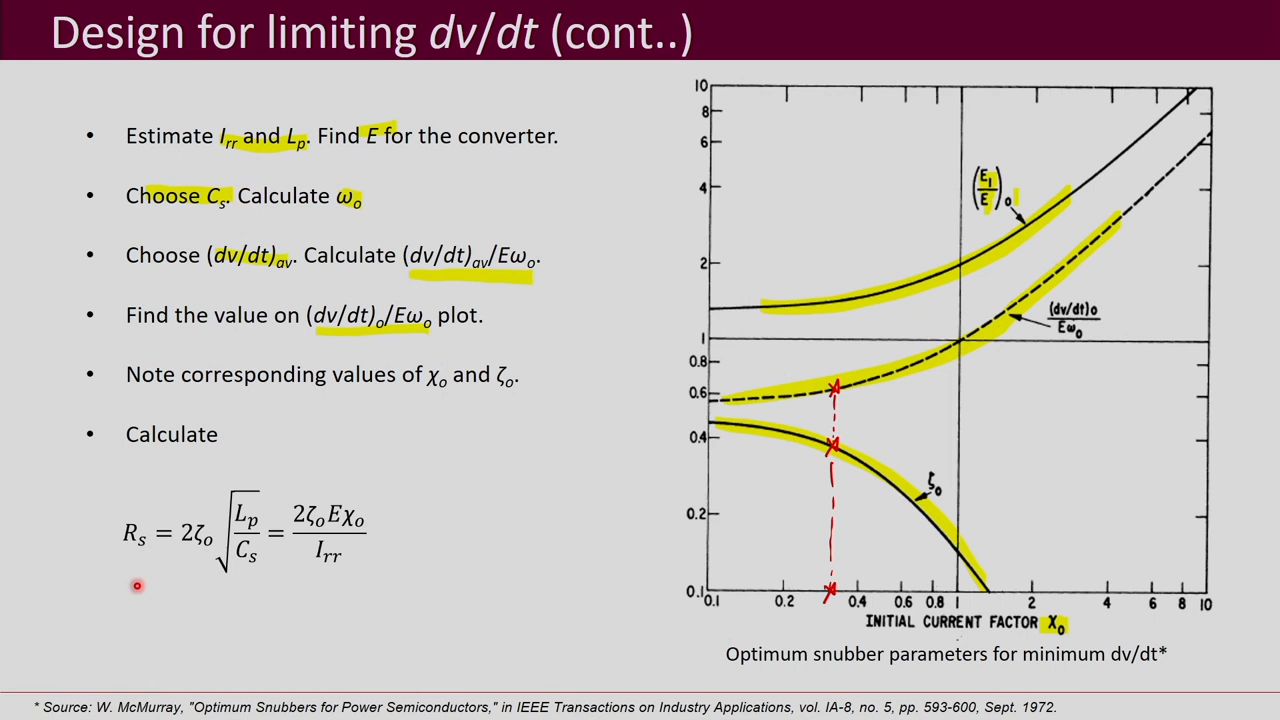 Design for limiting dv/dt (cont..)
• Estimate Irr and Lp. Find E for the converter.
• Choose Cs. Calculate ωo
• Choose (dv/dt)av. Calculate (dv/dt)av/Eωo.
• Find the value on (dv/dt)o/Eωo plot.
• Note corresponding values of χo and ζo.
• Calculate
Rs = 2ζo √(Lp/Cs) = 2ζoEχo/Irr
10
8
6
4
2
1
0.8
0.6
0.4
0.2
0.1
(E1/E)o
(dv/dt)o/Eωo
ζo
0.1 0.2 0.4 0.6 0.8 1 2 4 6 8 10
INITIAL CURRENT FACTOR χo
Optimum snubber parameters for minimum dv/dt*
* Source: W. McMurray, "Optimum Snubbers for Power Semiconductors," in IEEE Transactions on Industry Applications, vol. IA-8, no. 5, pp. 593-600, Sept. 1972.